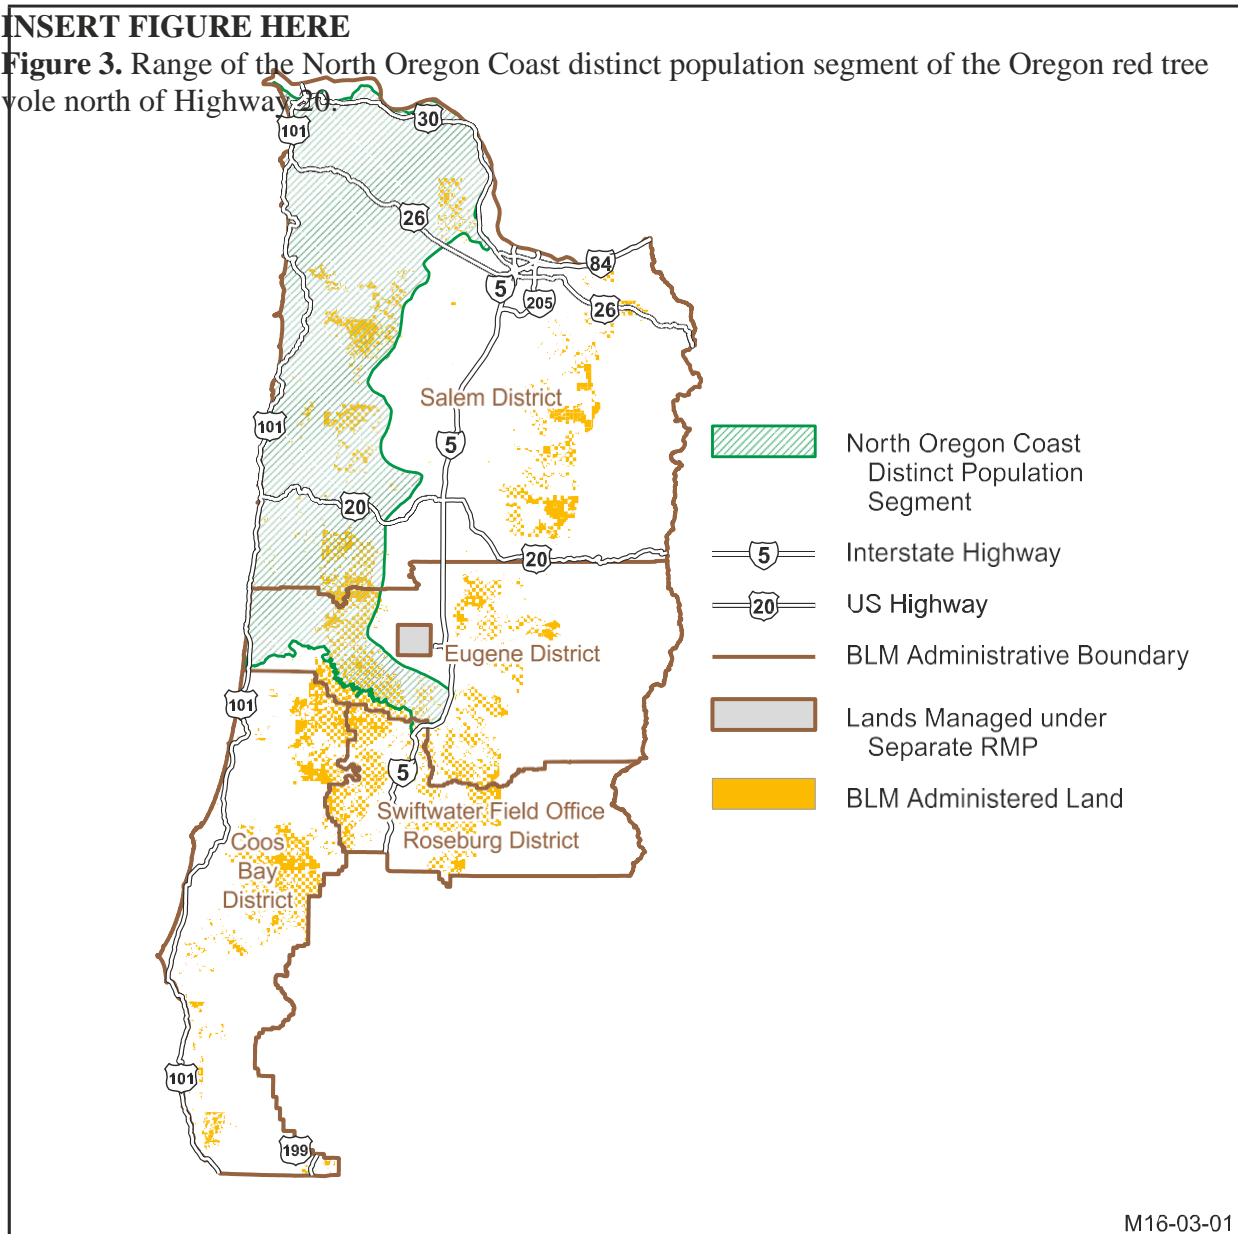 INSERT FIGURE HERE
Figure 3. Range of the North Oregon Coast distinct population segment of the Oregon red tree
vole north of Highway 20.
101
30
26
84
5
205
26
Salem District
101
5
20
20
Eugene District
101
5
Swiftwater Field Office
Roseburg District
Coos
Bay
District
101
199
North Oregon Coast
Distinct Population
Segment
5
Interstate Highway
20
US Highway
BLM Administrative Boundary
Lands Managed under
Separate RMP
BLM Administered Land
M16-03-01